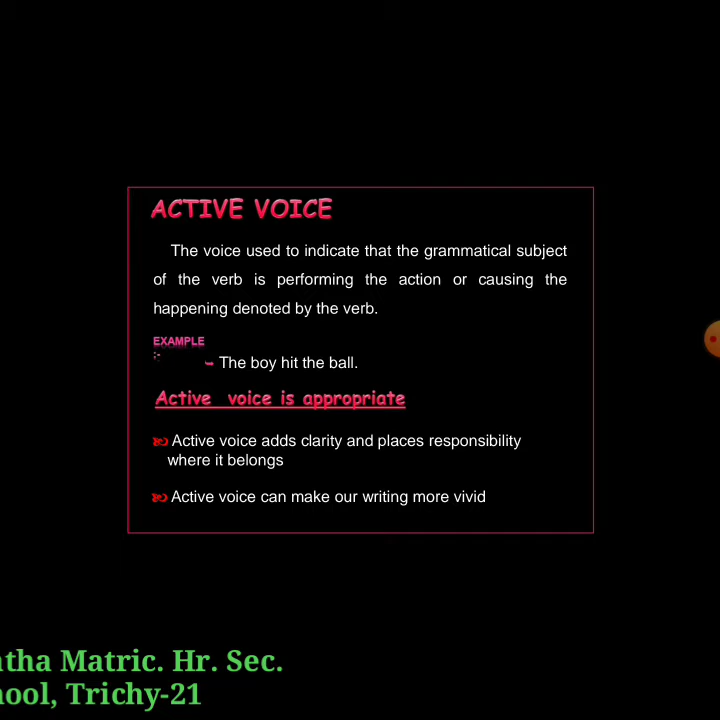 ACTIVE VOICE
The voice used to indicate that the grammatical subject
of the verb is performing the action or causing the
happening denoted by the verb.
EXAMPLE
:-
The boy hit the ball.
Active voice is appropriate
Active voice adds clarity and places responsibility
where it belongs
Active voice can make our writing more vivid
Matric. Hr. Sec.
Trichy-21